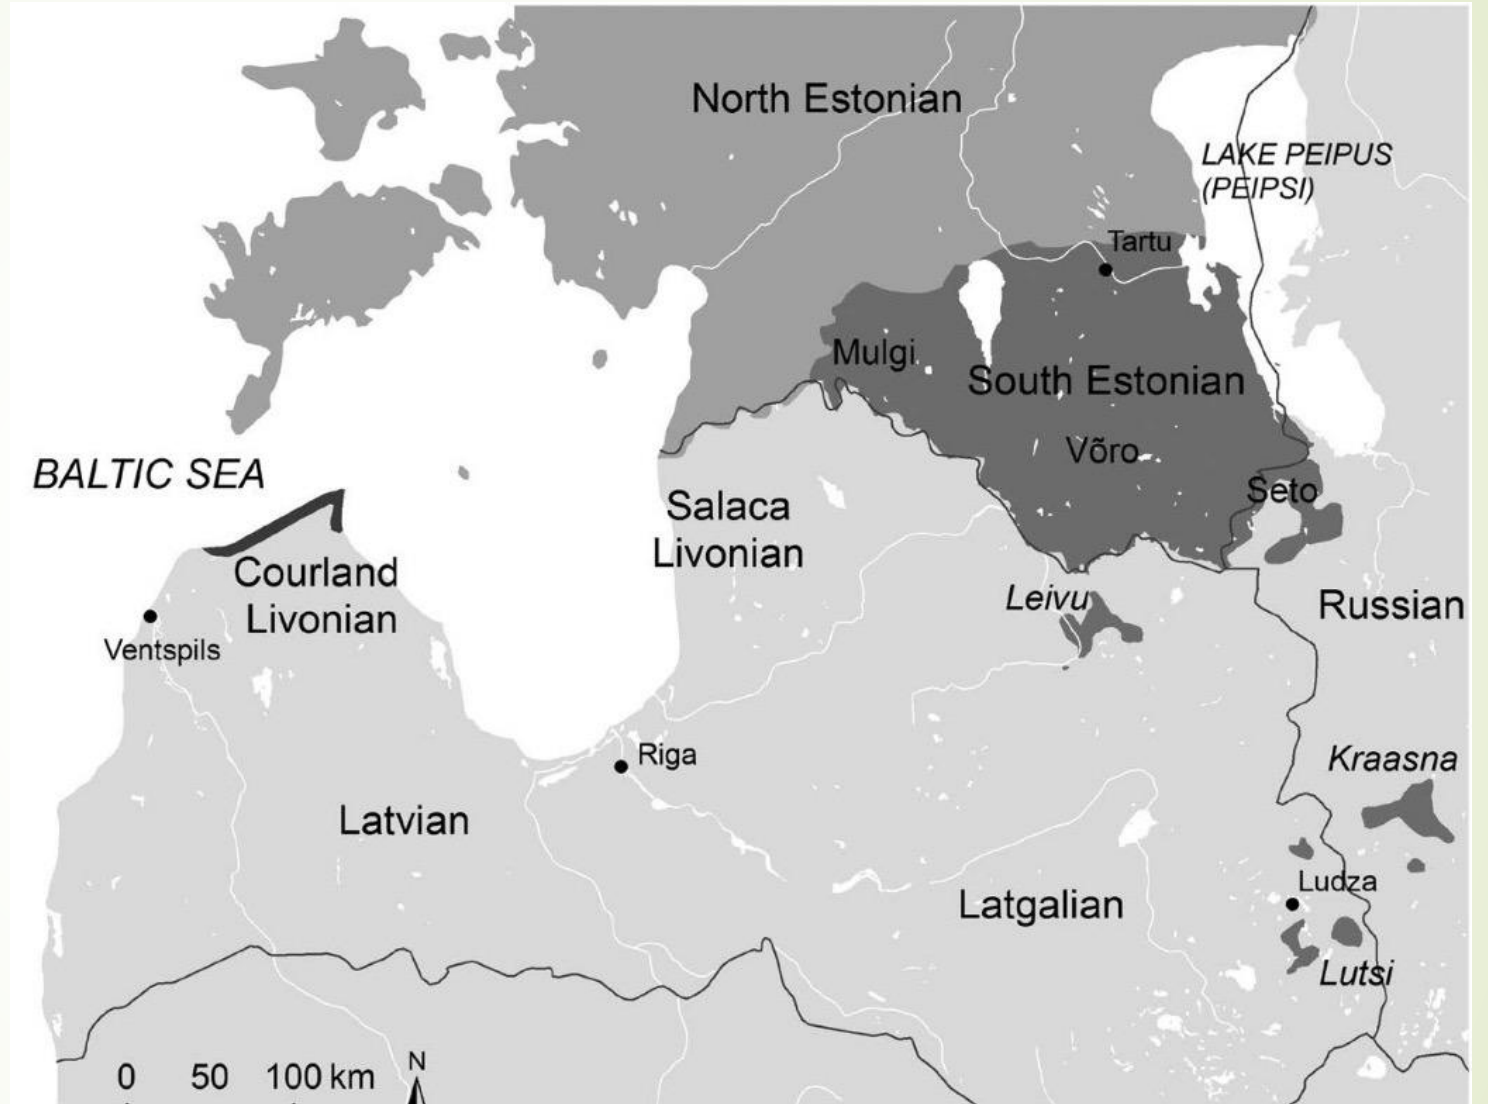 North Estonian
LAKE PEIPUS
(PEIPSI)
Tartu
Mulgi
South Estonian
Võro
BALTIC SEA
Seto
Salaca
Livonian
Courland
Livonian
Leivu
Russian
Ventspils
Riga
Kraasna
Latvian
Ludza
Latgalian
Lutsi
N
0 50 100 km